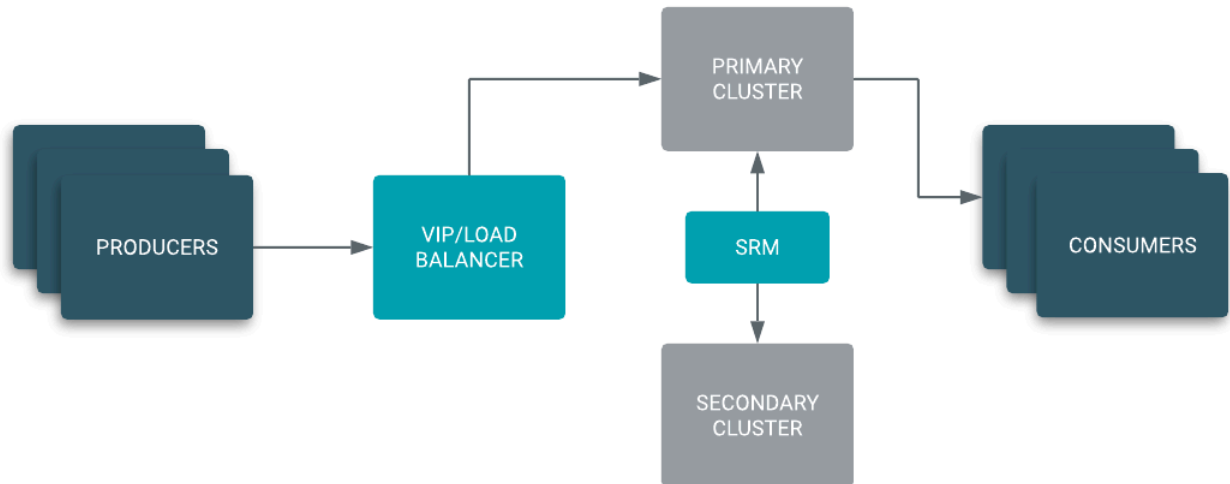 PRIMARY
CLUSTER
PRODUCERS
VIP/LOAD
BALANCER
SRM
CONSUMERS
SECONDARY
CLUSTER